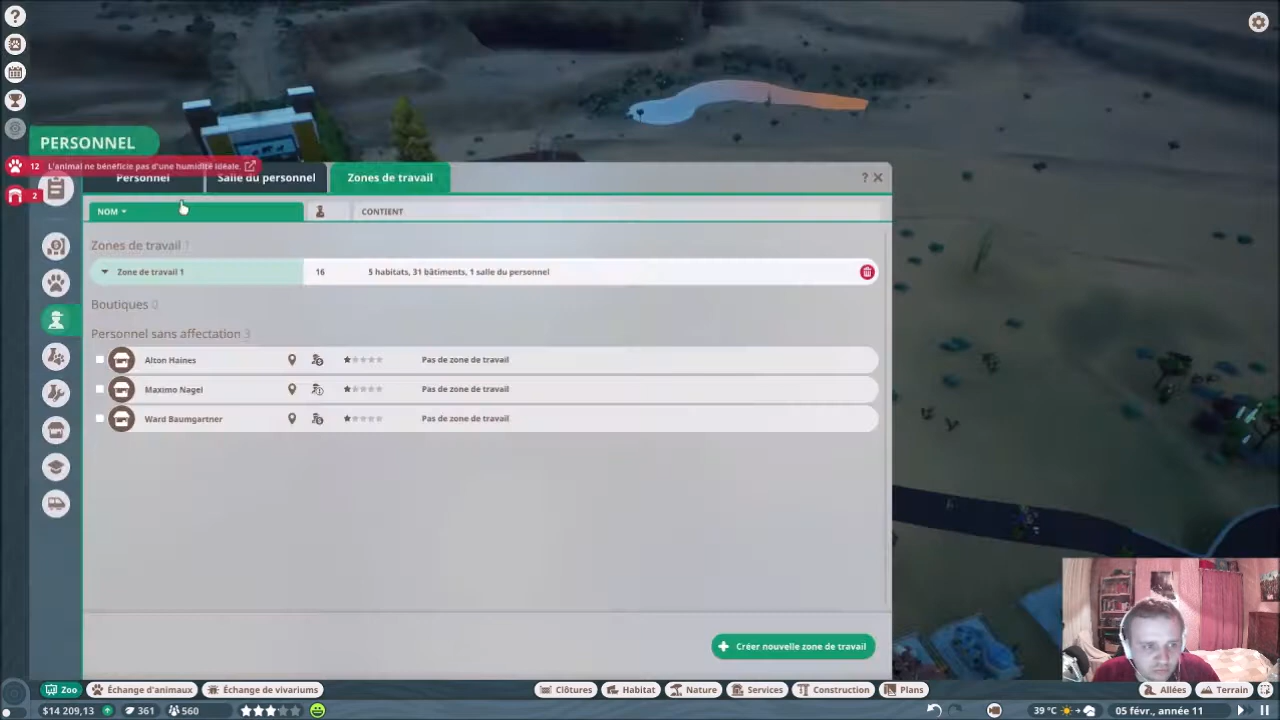 PERSONNEL
12 L'animal ne bénéficie pas d'une humidité idéale.
2
Personnel Salle du personnel Zones de travail
? ×
NOM CONTIENT
Zones de travail 1
Zone de travail 1 16 5 habitats, 31 bâtiments, 1 salle du personnel
Boutiques 0
Personnel sans affectation 3
Alton Haines Pas de zone de travail
Maximo Nagel Pas de zone de travail
Ward Baumgartner Pas de zone de travail
+ Créer nouvelle zone de travail
Zoo Échange d'animaux Échange de vivariums Clôtures Habitat Nature Services Construction Plans Allées Terrain
$14 209,13 361 560 39 °C 05 févr., année 11